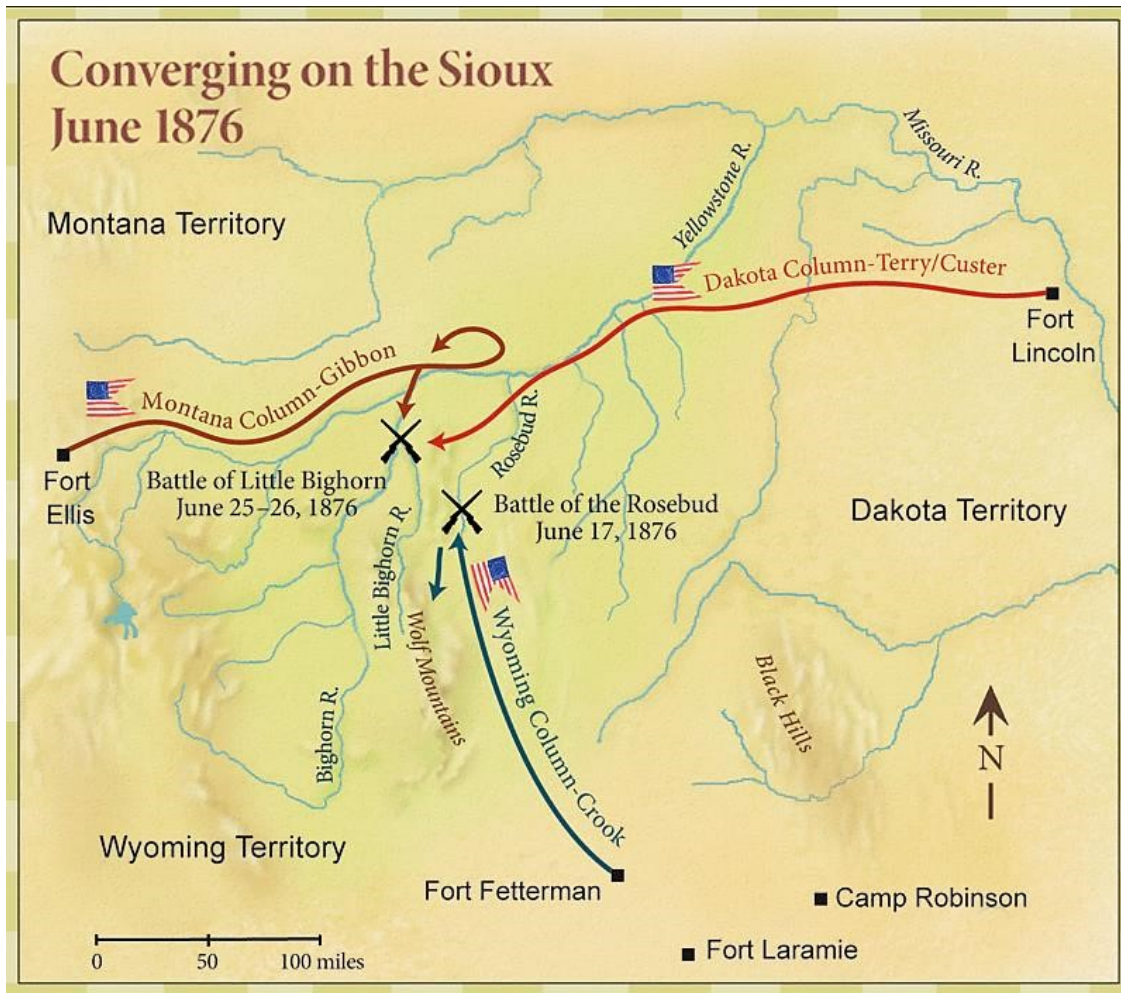 Converging on the Sioux
June 1876
Missouri R.
Yellowstone R.
Montana Territory
Dakota Column-Terry/Custer
Fort
Lincoln
Montana Column-Gibbon
Rosebud R.
Fort
Ellis
Battle of Little Bighorn
June 25–26, 1876
Battle of the Rosebud
June 17, 1876
Dakota Territory
Little Bighorn R.
Wolf Mountains
Wyoming Column-Crook
Black Hills
Bighorn R.
N
Wyoming Territory
Fort Fetterman
Camp Robinson
Fort Laramie
0 50 100 miles